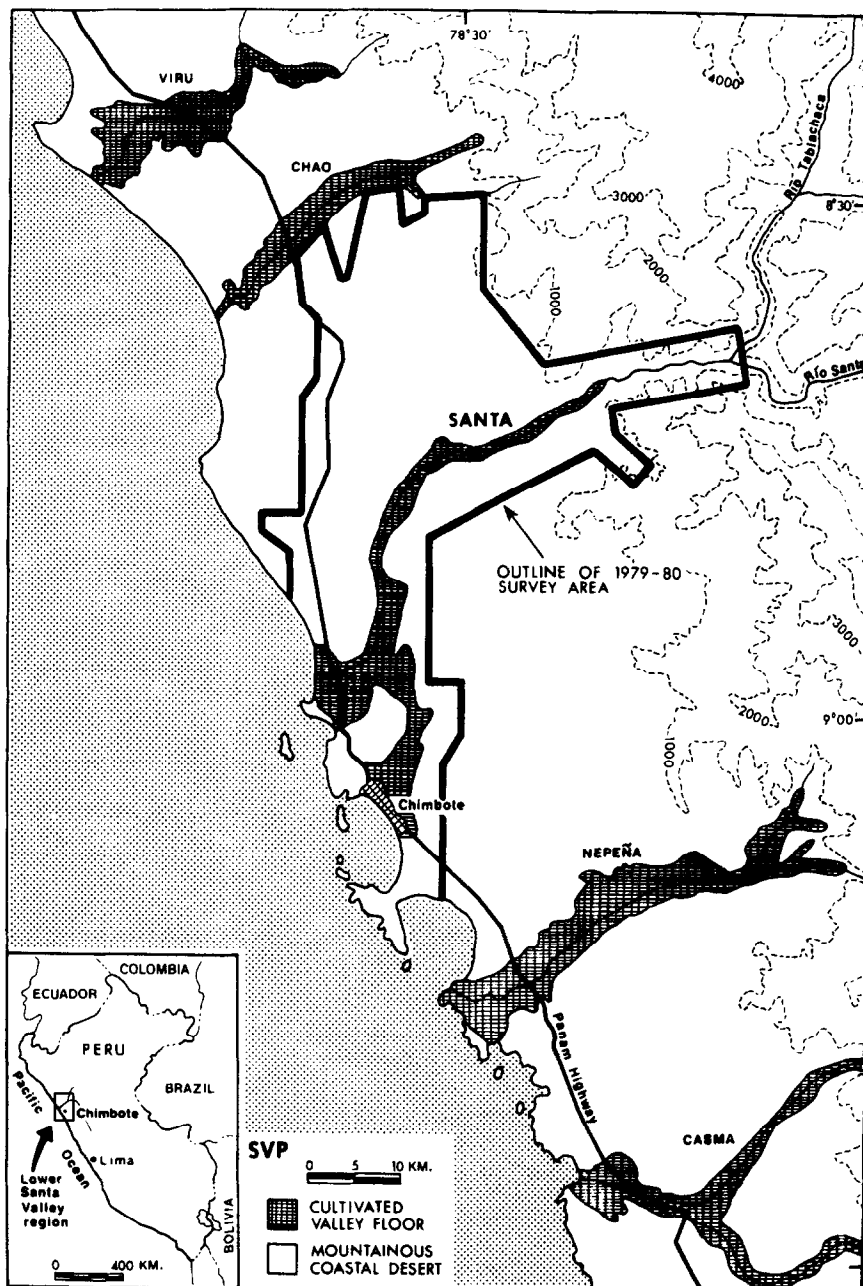 78°30'
VIRU
4000
Río Tablachaca
CHAO
3000
8°30'
2000
1000
Río Santa
SANTA
OUTLINE OF 1979-80
SURVEY AREA
3000
2000
9°00'
1000
Chimbote
NEPEÑA
Panam Highway
CASMA
COLOMBIA
ECUADOR
PERU
BRAZIL
Pacific
Ocean
Chimbote
Lima
Lower
Santa
Valley
region
BOLIVIA
0 400 KM.
SVP
0 5 10 KM.
CULTIVATED
VALLEY FLOOR
MOUNTAINOUS
COASTAL DESERT